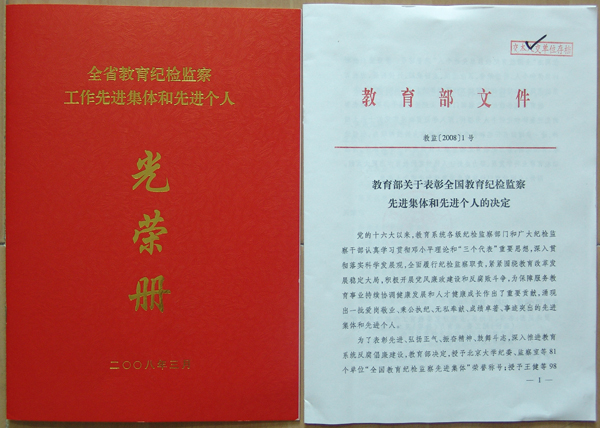 全省教育纪检监察
工作先进集体和先进个人
光荣册
二〇〇八年三月
教育部文件
教监〔2008〕1号
教育部关于表彰全国教育纪检监察
先进集体和先进个人的决定
党的十六大以来，教育系统各级纪检监察部门和广大纪检监
察干部认真学习贯彻邓小平理论和“三个代表”重要思想，深入贯
彻落实科学发展观，全面履行纪检监察职责，紧紧围绕教育改革发
展稳定大局，积极开展党风廉政建设和反腐败斗争，为保障服务教
育事业持续协调健康发展和人才健康成长作出了重要贡献，涌现
出一批爱岗敬业、秉公执纪、无私奉献、成绩卓著、事迹突出的先进
集体和先进个人。
为了表彰先进、弘扬正气、振奋精神、鼓舞斗志，深入推进教育
系统反腐倡廉建设，教育部决定，授予北京大学纪委、监察室等81
个单位“全国教育纪检监察先进集体”荣誉称号；授予王健等98
— 1 —